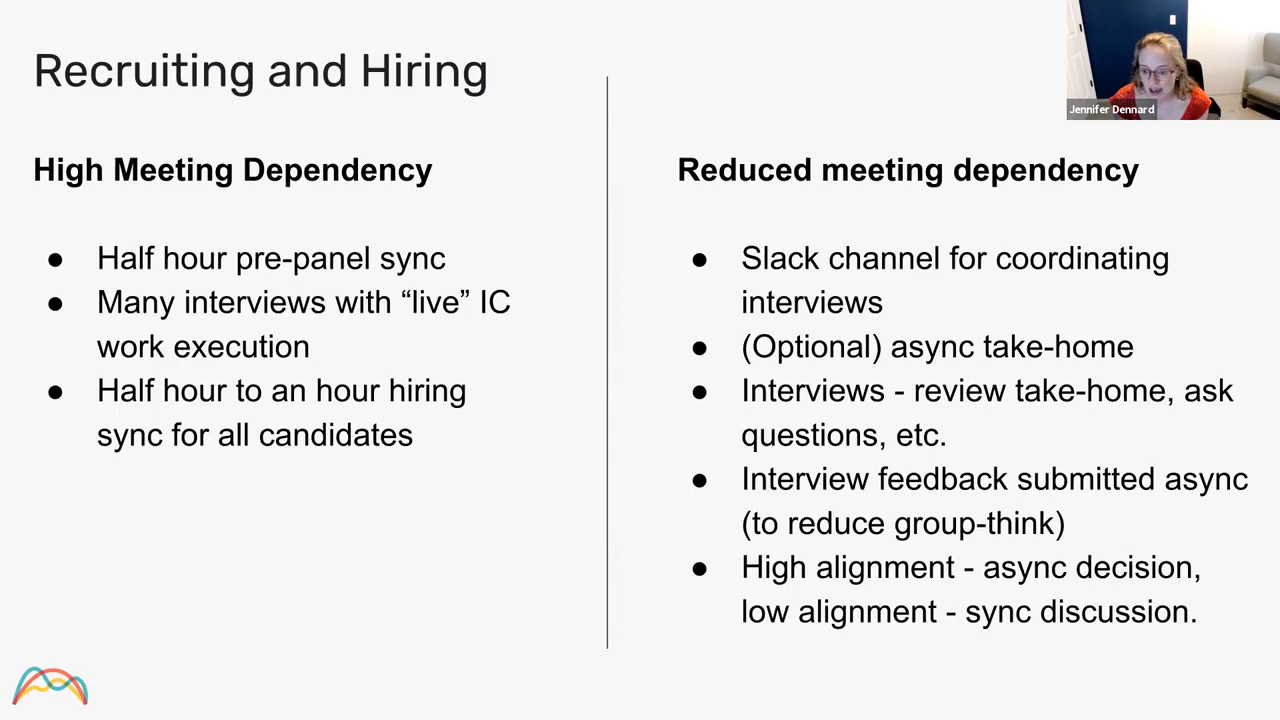 Recruiting and Hiring
Jennifer Dennard
High Meeting Dependency
● Half hour pre-panel sync
● Many interviews with “live” IC
work execution
● Half hour to an hour hiring
sync for all candidates
Reduced meeting dependency
● Slack channel for coordinating
interviews
● (Optional) async take-home
● Interviews - review take-home, ask
questions, etc.
● Interview feedback submitted async
(to reduce group-think)
● High alignment - async decision,
low alignment - sync discussion.